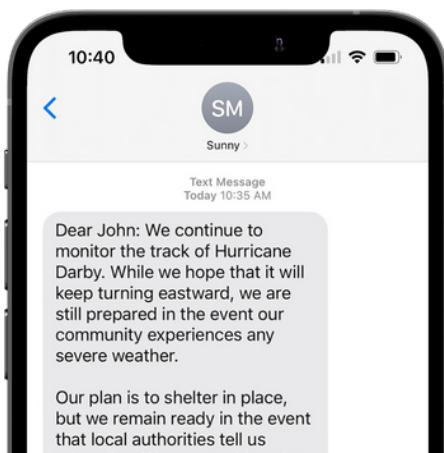 10:40
SM
Sunny >
Text Message
Today 10:35 AM
Dear John: We continue to
monitor the track of Hurricane
Darby. While we hope that it will
keep turning eastward, we are
still prepared in the event our
community experiences any
severe weather.
Our plan is to shelter in place,
but we remain ready in the event
that local authorities tell us